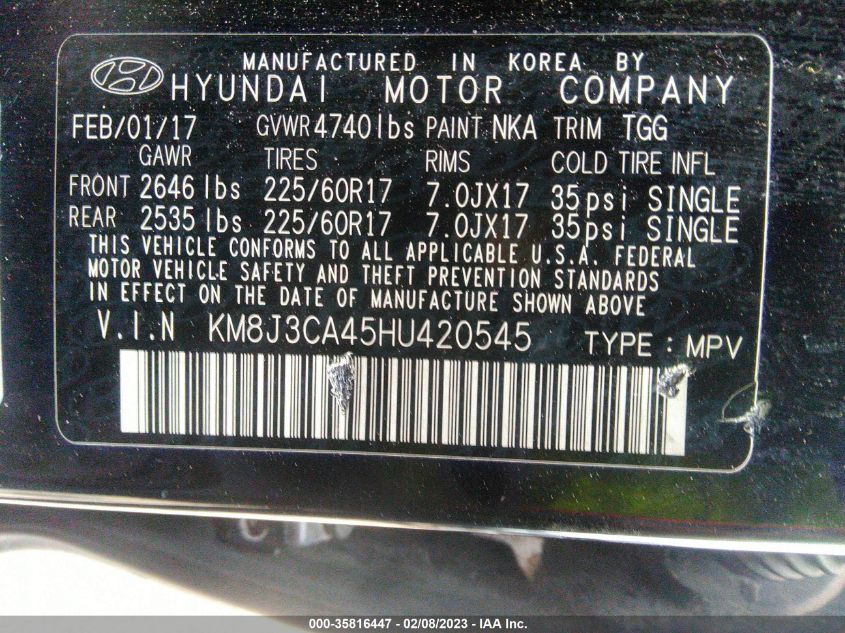 MANUFACTURED IN KOREA BY
HYUNDAI MOTOR COMPANY
FEB/01/17 GVWR 4740lbs PAINT NKA TRIM TGG
GAWR TIRES RIMS COLD TIRE INFL
FRONT 2646 lbs 225/60R17 7.0JX17 35psi SINGLE
REAR 2535 lbs 225/60R17 7.0JX17 35psi SINGLE
THIS VEHICLE CONFORMS TO ALL APPLICABLE U.S.A. FEDERAL
MOTOR VEHICLE SAFETY AND THEFT PREVENTION STANDARDS
IN EFFECT ON THE DATE OF MANUFACTURE SHOWN ABOVE
V.I.N KM8J3CA45HU420545 TYPE : MPV
000-35816447 - 02/08/2023 - IAA Inc.